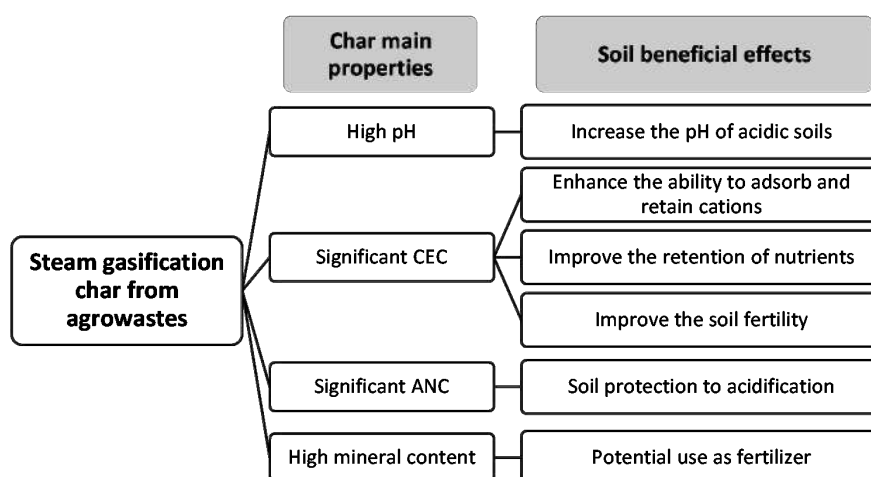 Char main
properties
Soil beneficial effects
High pH
Increase the pH of acidic soils
Enhance the ability to adsorb and
retain cations
Steam gasification
char from
agrowastes
Significant CEC
Improve the retention of nutrients
Improve the soil fertility
Significant ANC
Soil protection to acidification
High mineral content
Potential use as fertilizer